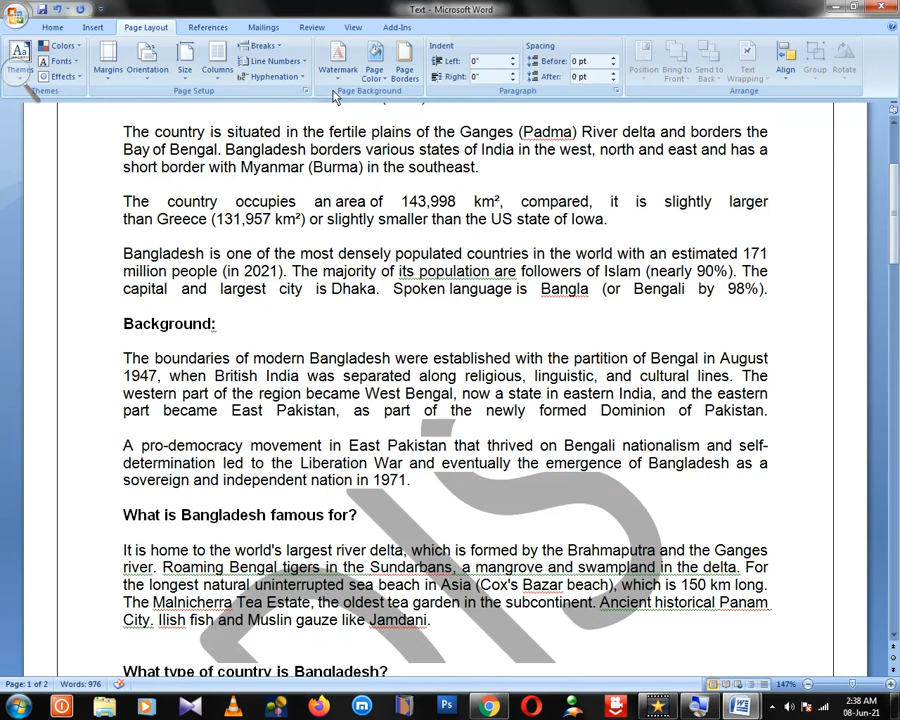 Text - Microsoft Word
Home Insert Page Layout References Mailings Review View Add-Ins
Themes Colors Fonts Effects Themes
Margins Orientation Size Columns Breaks Line Numbers Hyphenation Page Setup
Watermark Page Color Page Borders Page Background
Indent Left: 0" Right: 0" Spacing Before: 0 pt After: 0 pt Paragraph
Position Bring to Front Send to Back Text Wrapping Align Group Rotate Arrange
The country is situated in the fertile plains of the Ganges (Padma) River delta and borders the
Bay of Bengal. Bangladesh borders various states of India in the west, north and east and has a
short border with Myanmar (Burma) in the southeast.
The country occupies an area of 143,998 km², compared, it is slightly larger
than Greece (131,957 km²) or slightly smaller than the US state of Iowa.
Bangladesh is one of the most densely populated countries in the world with an estimated 171
million people (in 2021). The majority of its population are followers of Islam (nearly 90%). The
capital and largest city is Dhaka. Spoken language is Bangla (or Bengali by 98%).
Background:
The boundaries of modern Bangladesh were established with the partition of Bengal in August
1947, when British India was separated along religious, linguistic, and cultural lines. The
western part of the region became West Bengal, now a state in eastern India, and the eastern
part became East Pakistan, as part of the newly formed Dominion of Pakistan.
A pro-democracy movement in East Pakistan that thrived on Bengali nationalism and self-
determination led to the Liberation War and eventually the emergence of Bangladesh as a
sovereign and independent nation in 1971.
What is Bangladesh famous for?
It is home to the world's largest river delta, which is formed by the Brahmaputra and the Ganges
river. Roaming Bengal tigers in the Sundarbans, a mangrove and swampland in the delta. For
the longest natural uninterrupted sea beach in Asia (Cox's Bazar beach), which is 150 km long.
The Malnicherra Tea Estate, the oldest tea garden in the subcontinent. Ancient historical Panam
City. Ilish fish and Muslin gauze like Jamdani.
What type of country is Bangladesh?
Page: 1 of 2 Words: 976 147%
Ps
2:38 AM
08-Jun-21